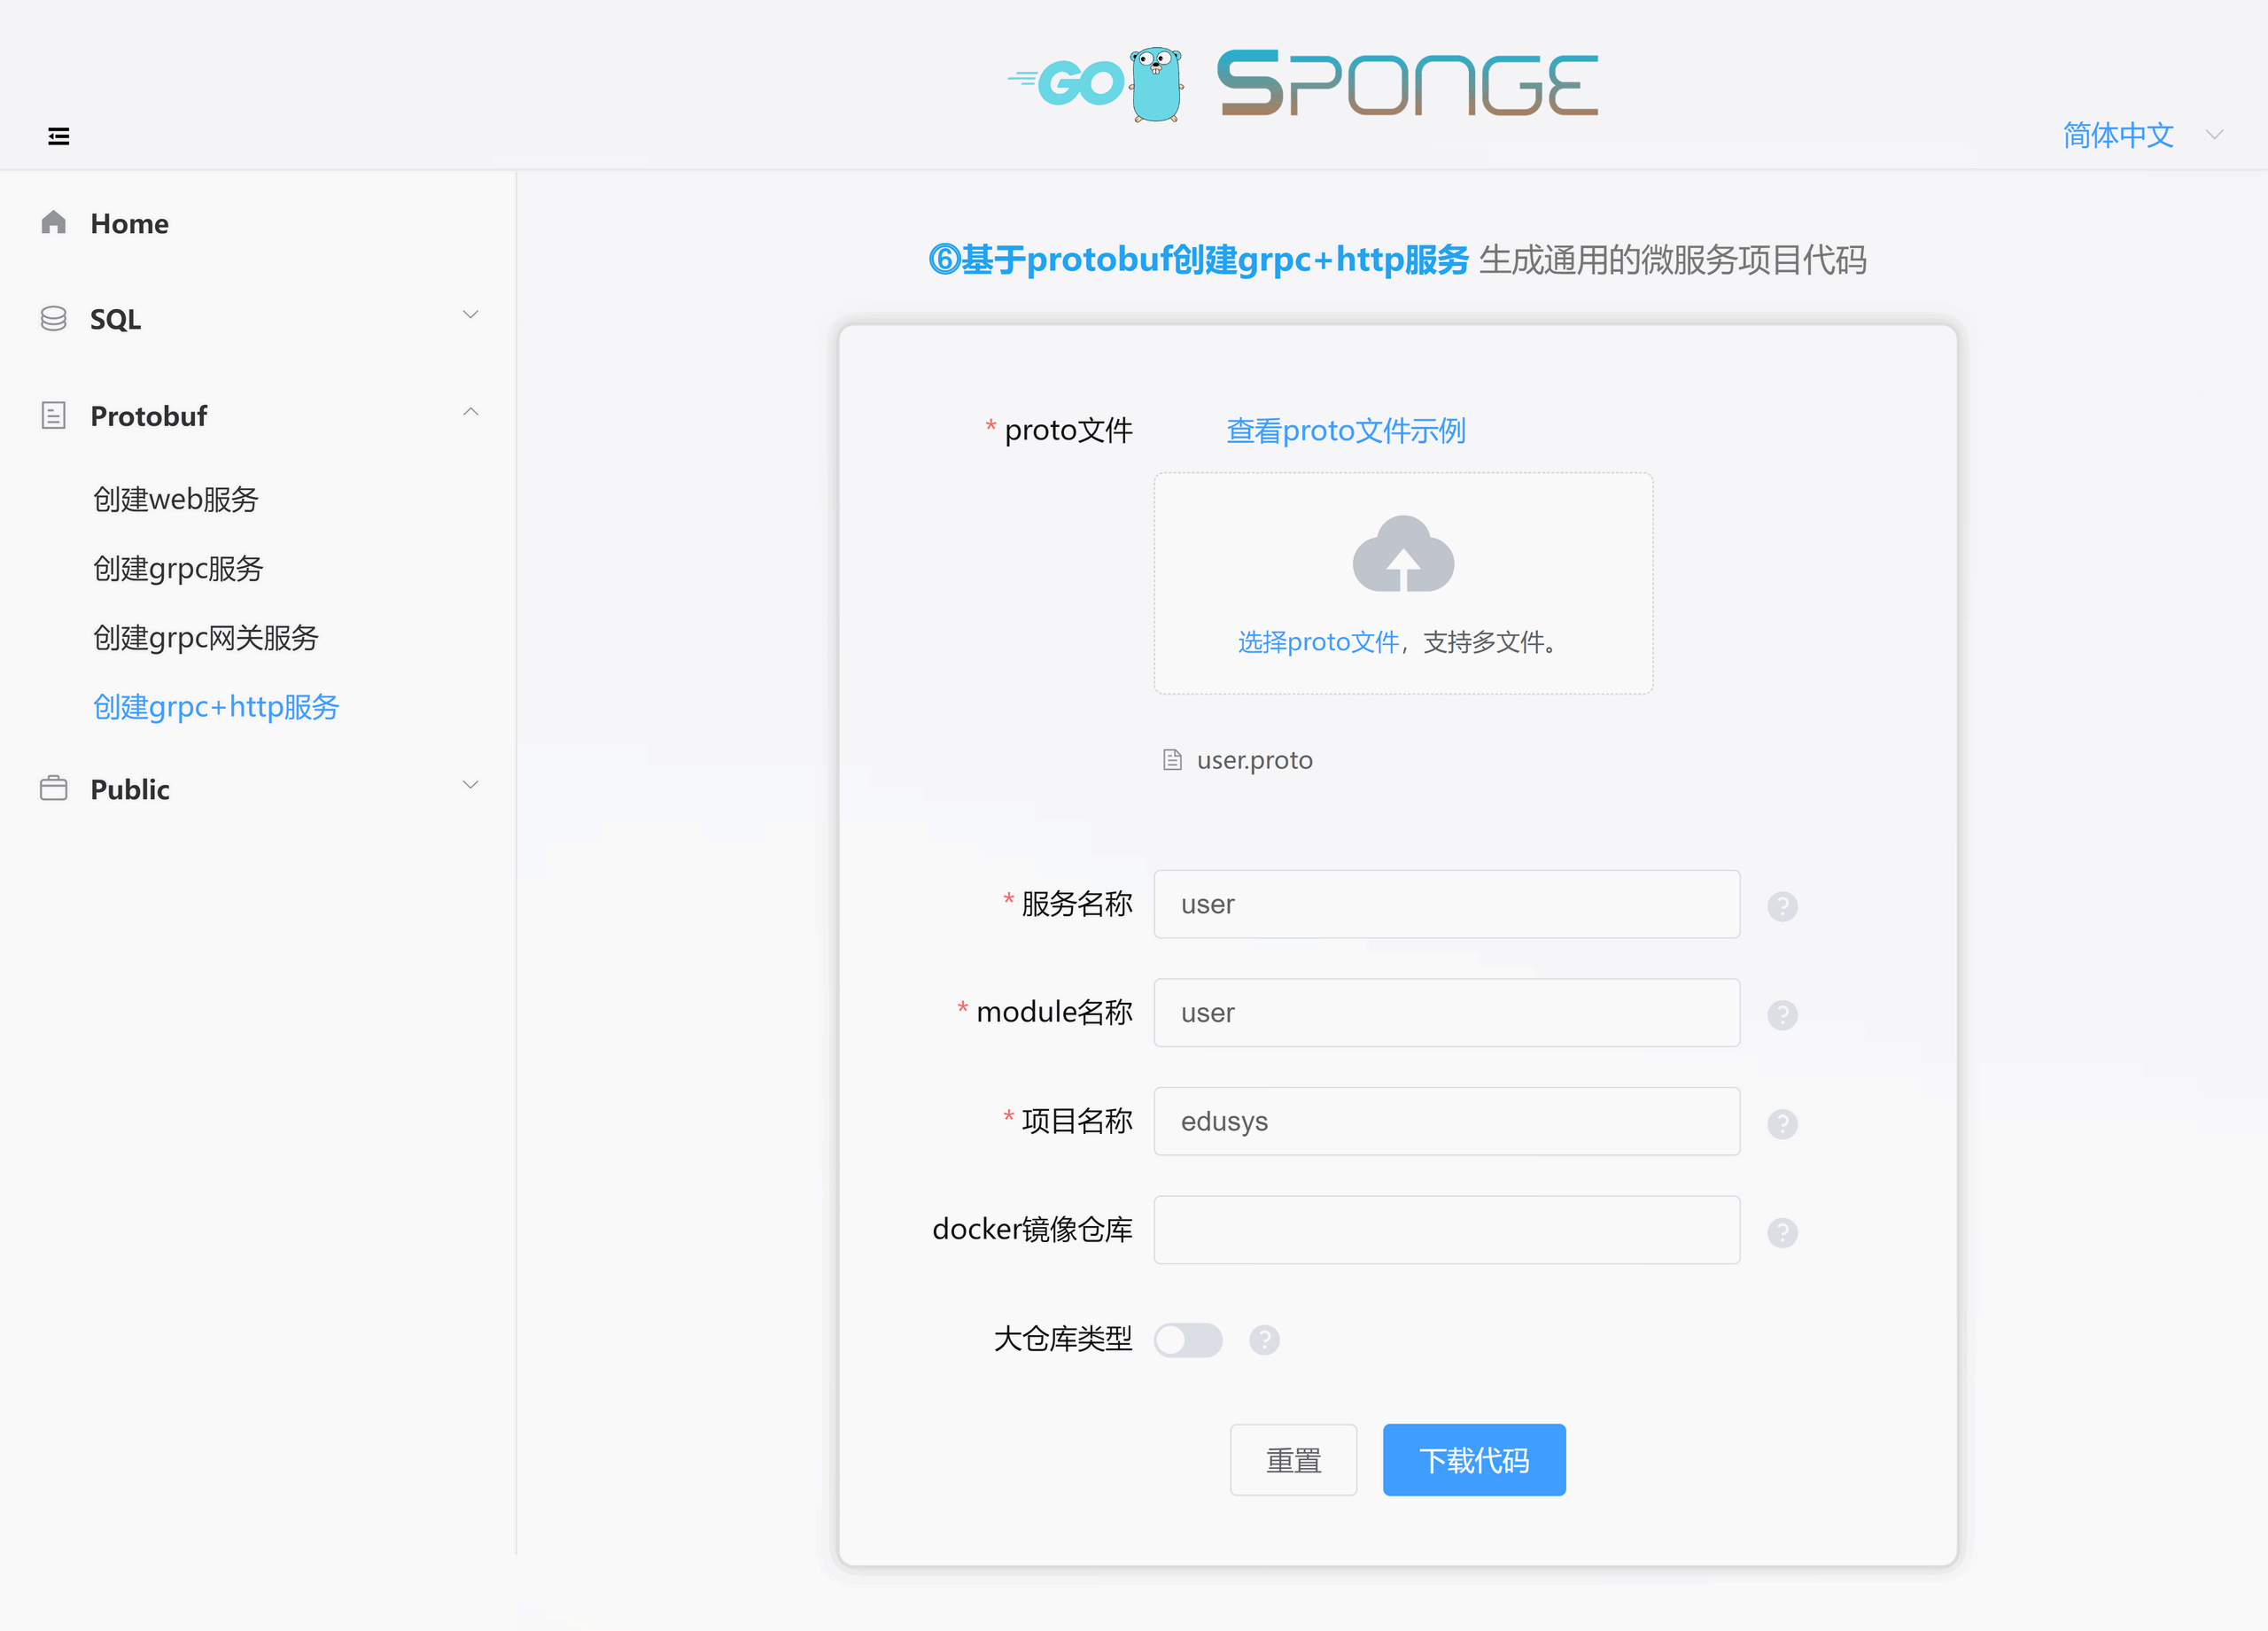 GO SPONGE
简体中文
Home
SQL
Protobuf
创建web服务
创建grpc服务
创建grpc网关服务
创建grpc+http服务
Public
⑥基于protobuf创建grpc+http服务 生成通用的微服务项目代码
* proto文件 查看proto文件示例
选择proto文件，支持多文件。
user.proto
* 服务名称 user ?
* module名称 user ?
* 项目名称 edusys ?
docker镜像仓库 ?
大仓库类型 ?
重置 下载代码